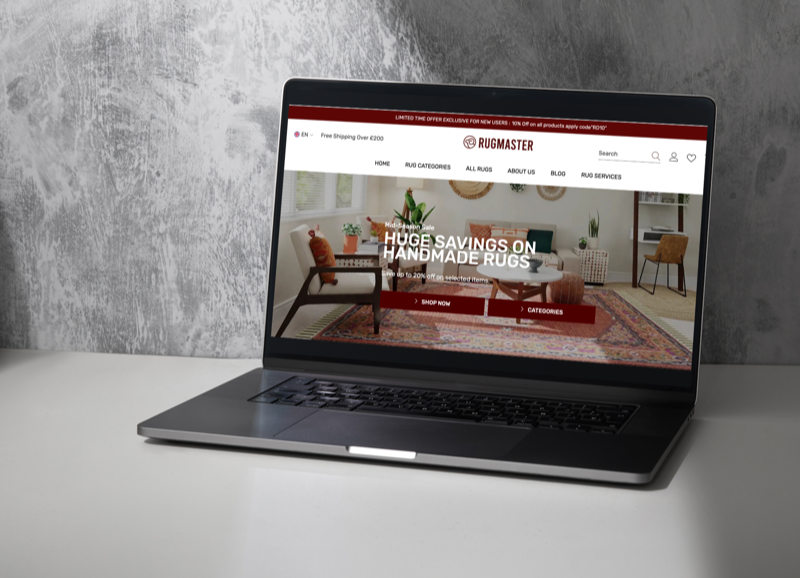 LIMITED TIME OFFER EXCLUSIVE FOR NEW USERS : 10% Off on all products apply code"RD10"
EN
Free Shipping Over £200
RUGMASTER
Search
HOME RUG CATEGORIES ALL RUGS ABOUT US BLOG RUG SERVICES
Mid-Season Sale
HUGE SAVINGS ON
HANDMADE RUGS
Save up to 20% off on selected items
SHOP NOW
CATEGORIES